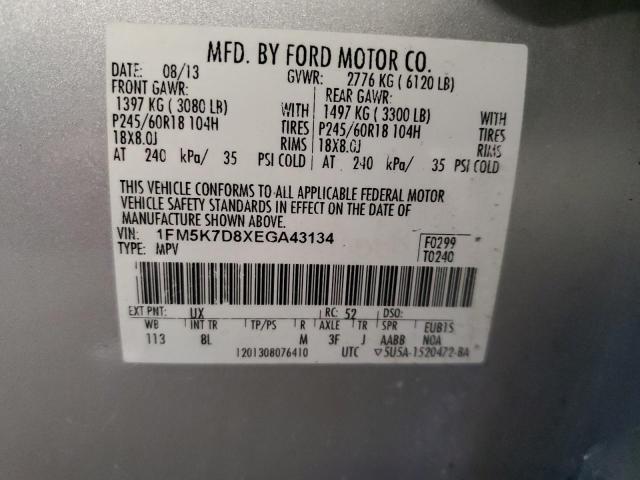 MFD. BY FORD MOTOR CO.
DATE: 08/13 GVWR: 2776 KG ( 6120 LB)
FRONT GAWR: REAR GAWR:
1397 KG ( 3080 LB) WITH 1497 KG ( 3300 LB) WITH
P245/60R18 104H TIRES P245/60R18 104H TIRES
18X8.0J RIMS 18X8.0J RIMS
AT 240 kPa/ 35 PSI COLD AT 240 kPa/ 35 PSI COLD
THIS VEHICLE CONFORMS TO ALL APPLICABLE FEDERAL MOTOR
VEHICLE SAFETY STANDARDS IN EFFECT ON THE DATE OF
MANUFACTURE SHOWN ABOVE.
VIN: 1FM5K7D8XEGA43134 F0299
TYPE: MPV T0240
EXT PNT: UX RC: 52 DSO:
WB INT TR TP/PS R AXLE TR SPR EUB1S
113 8L M 3F J AABB NOA
1201308076410 UTC ▽5U5A-1520472-BA